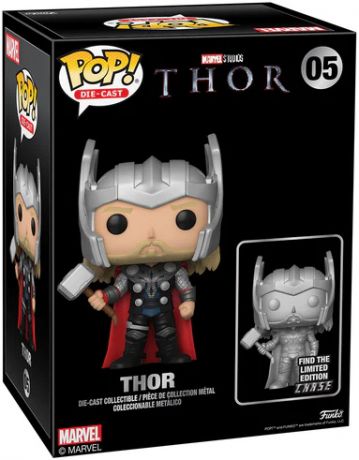 POP!
DIE-CAST
MARVEL STUDIOS
THOR
05
THOR
DIE-CAST COLLECTIBLE / PIÈCE DE COLLECTION MÉTAL
COLECCIONABLE METÁLICO
FIND THE
LIMITED
EDITION
CHASE
MARVEL
© MARVEL
Funko
THOR
05
MARVEL